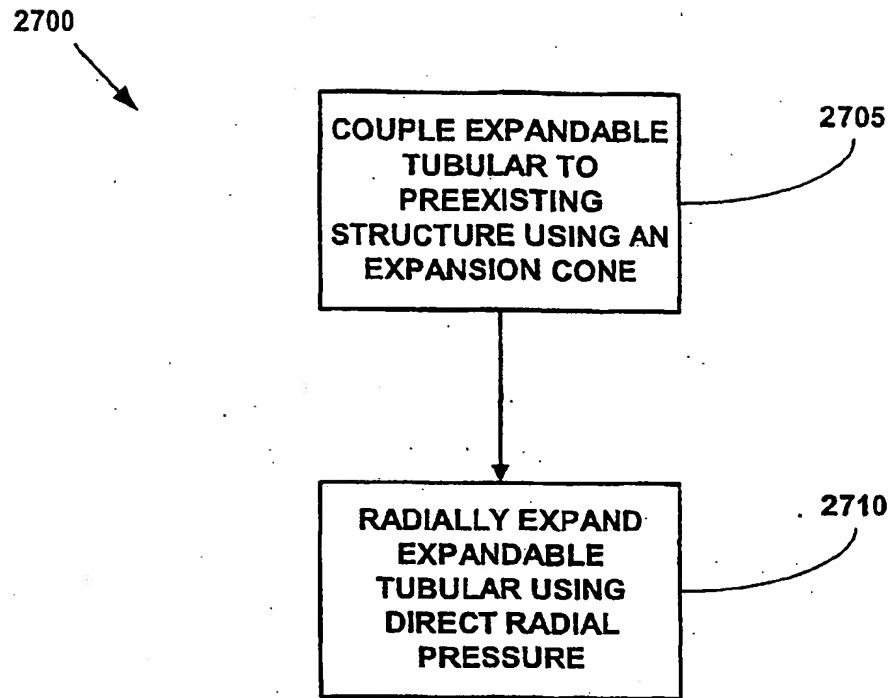 2700
2705
COUPLE EXPANDABLE
TUBULAR TO
PREEXISTING
STRUCTURE USING AN
EXPANSION CONE
2710
RADIALLY EXPAND
EXPANDABLE
TUBULAR USING
DIRECT RADIAL
PRESSURE